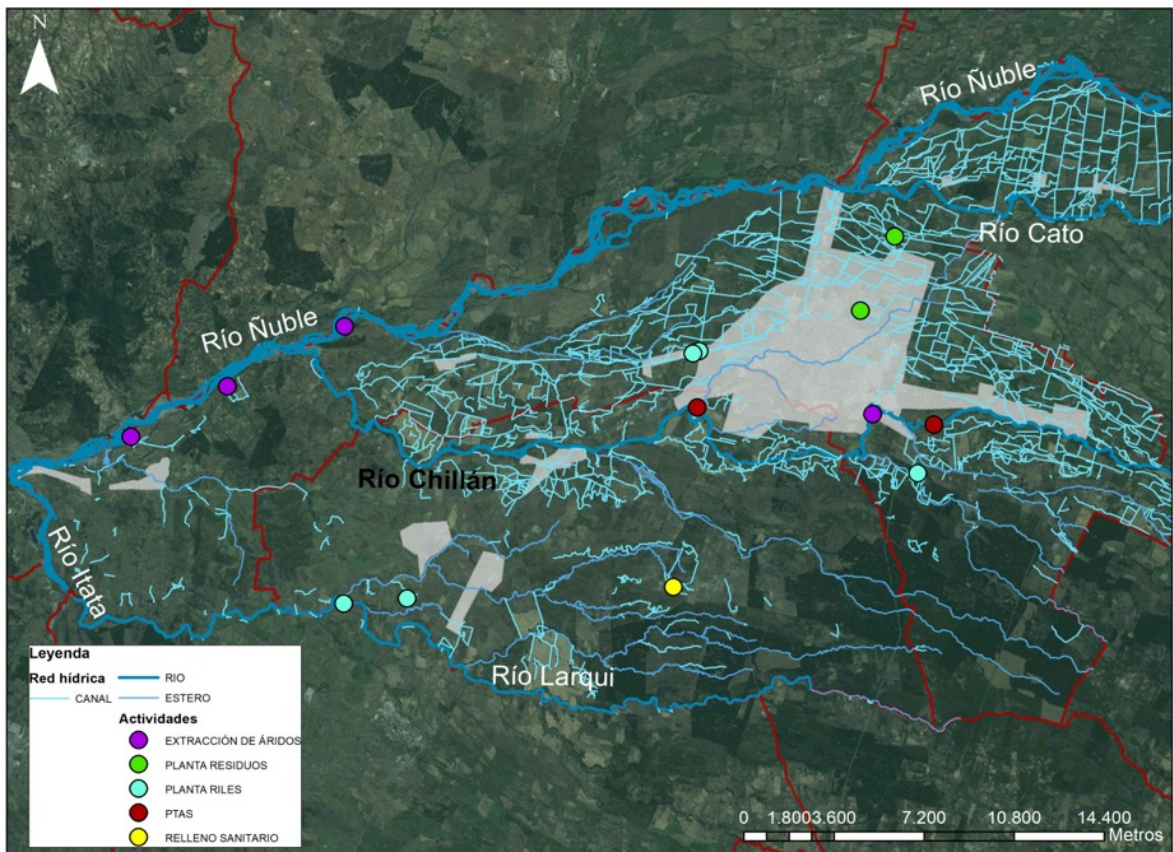 N
Río Ñuble
Río Cato
Río Ñuble
Río Chillán
Río Itata
Río Larqui
Leyenda
Red hídrica
RIO
CANAL
ESTERO
Actividades
EXTRACCIÓN DE ÁRIDOS
PLANTA RESIDUOS
PLANTA RILES
PTAS
RELLENO SANITARIO
0 1.8003.600 7.200 10.800 14.400
Metros